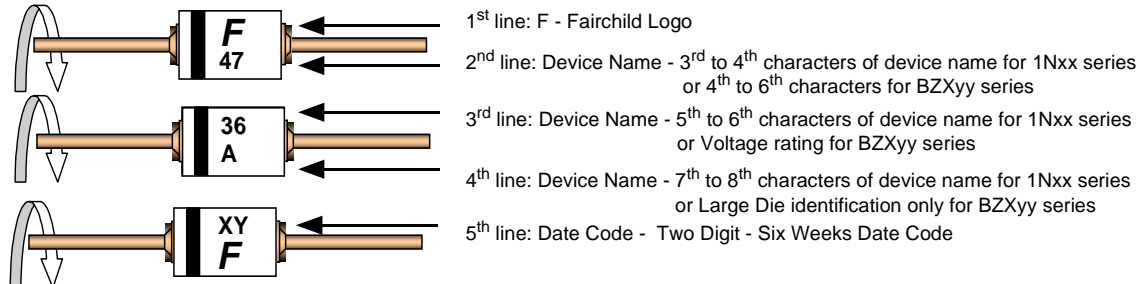 F
47
36
A
XY
F
1st line: F - Fairchild Logo
2nd line: Device Name - 3rd to 4th characters of device name for 1Nxx series
or 4th to 6th characters for BZXyy series
3rd line: Device Name - 5th to 6th characters of device name for 1Nxx series
or Voltage rating for BZXyy series
4th line: Device Name - 7th to 8th characters of device name for 1Nxx series
or Large Die identification only for BZXyy series
5th line: Date Code - Two Digit - Six Weeks Date Code